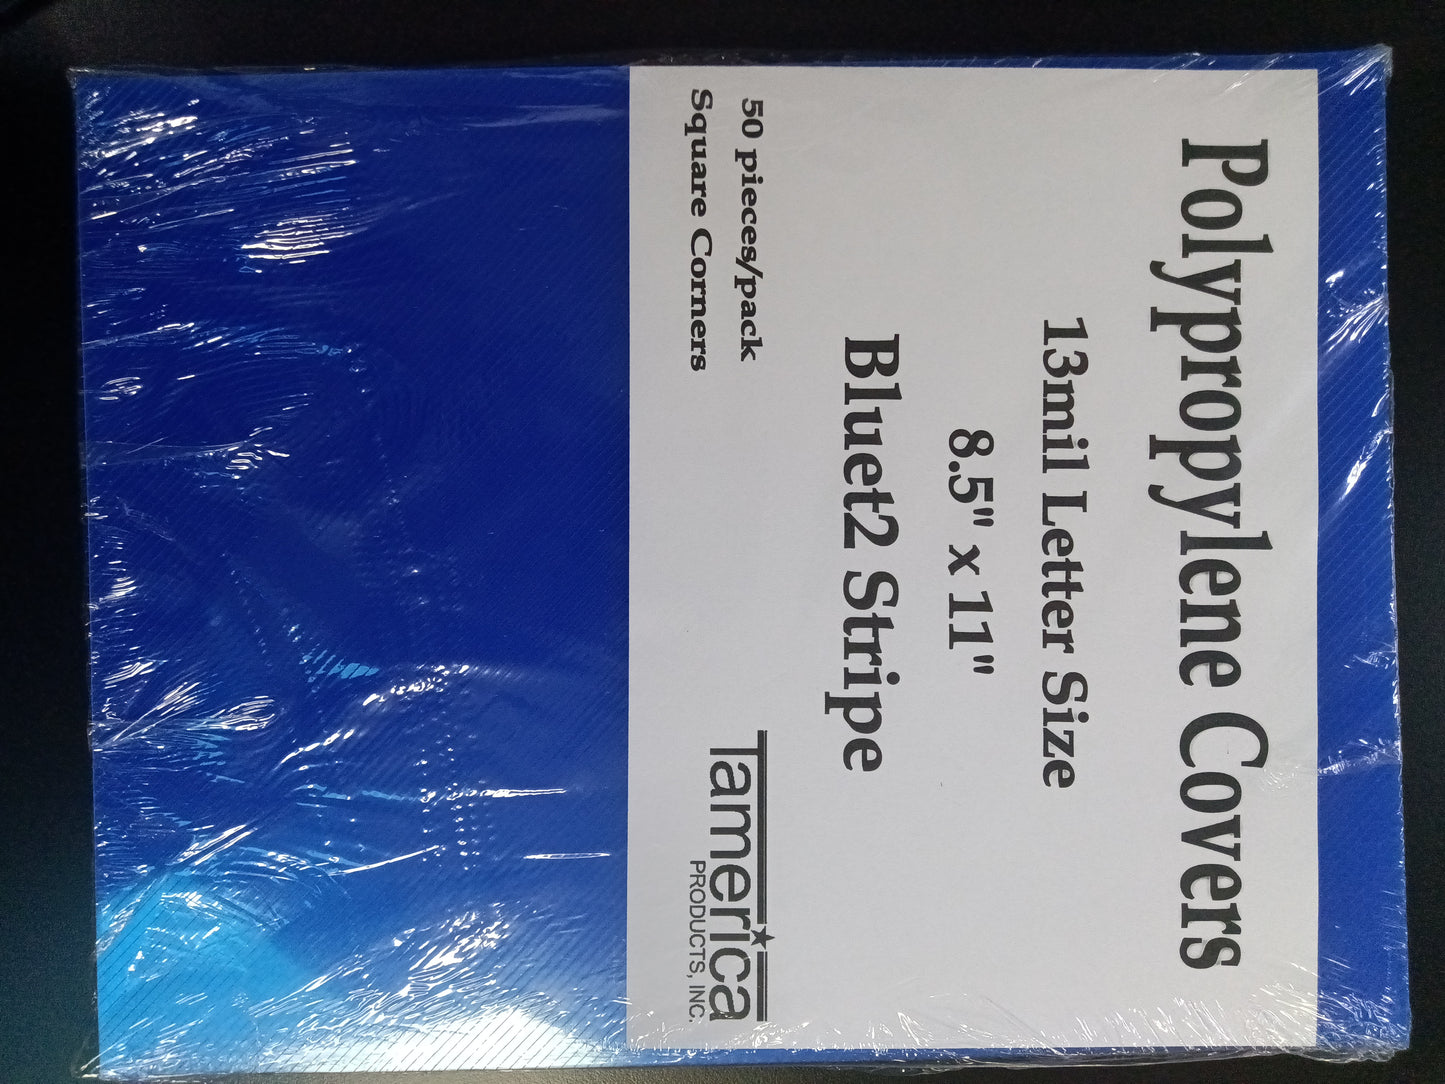 Polypropylene Covers
13mil Letter Size
8.5" x 11"
Bluet2 Stripe
50 pieces/pack
Square Corners
Tamerica
PRODUCTS, INC.